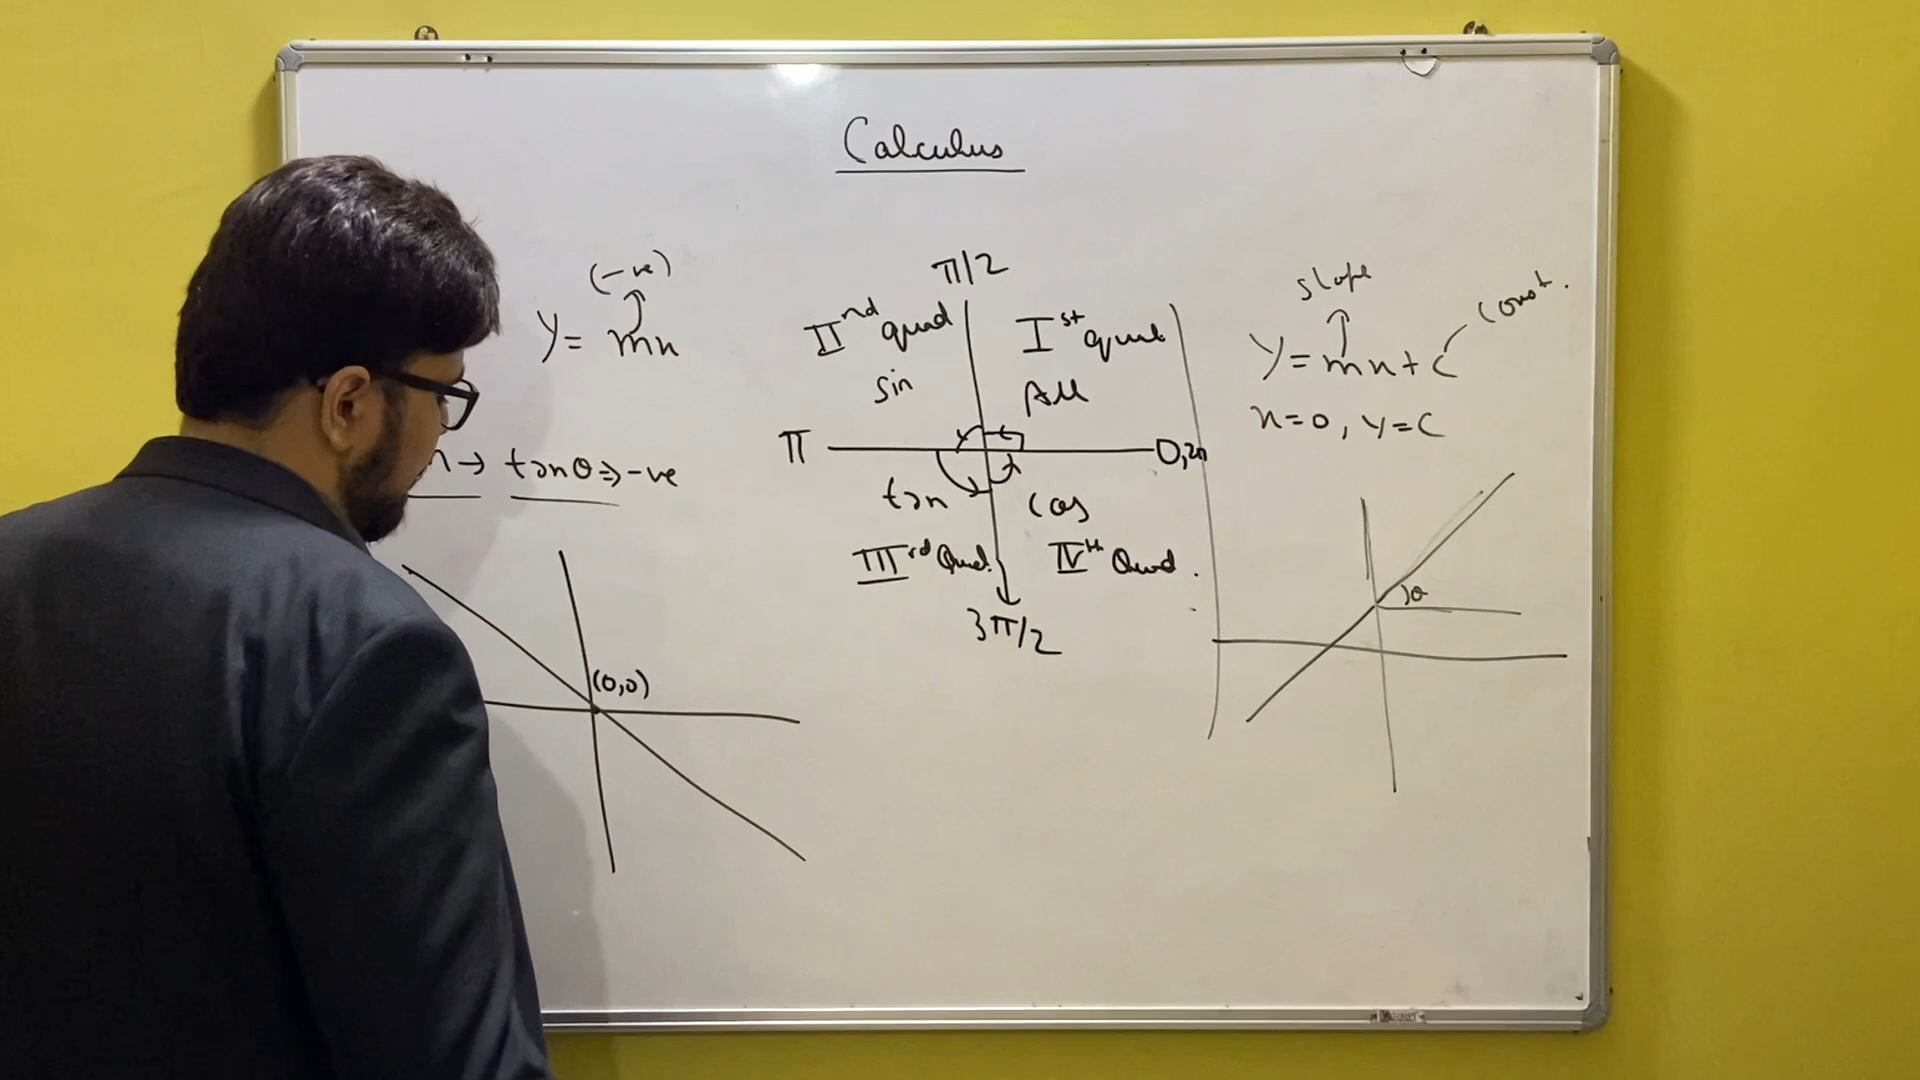 Calculus
(-ve)
y = mx
m → tanθ ⇒ -ve
(0,0)
π/2
IInd quad
Ist quad
sin
All
π
0,2π
tan
cos
IIIrd Quad.
IVth Quad.
3π/2
slope
const.
y = mx + c
x=0, y=c
θ